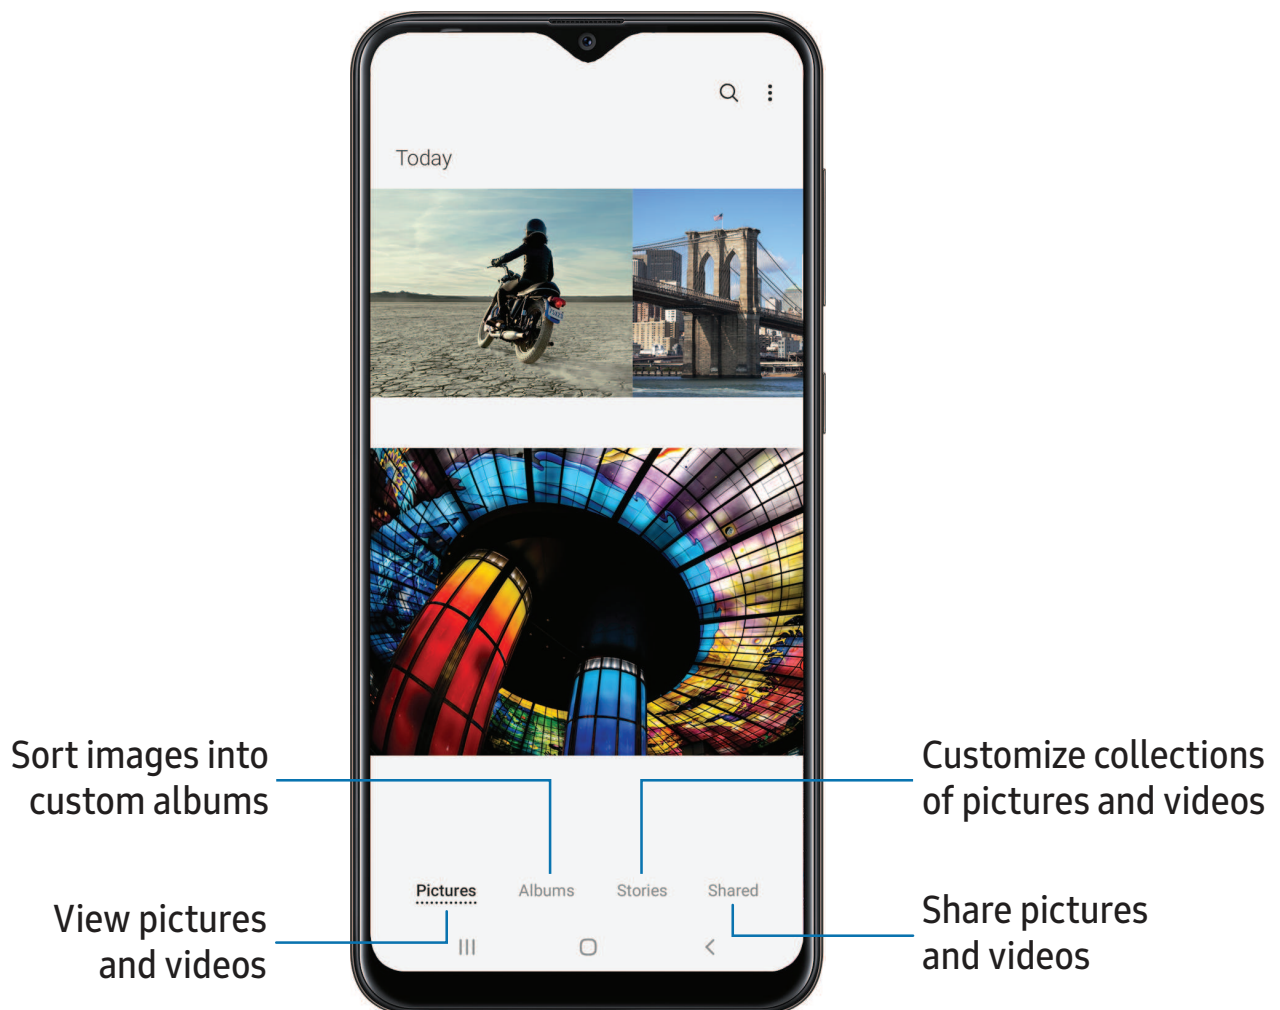 Today
Sort images into
custom albums
Customize collections
of pictures and videos
Pictures
Albums
Stories
Shared
View pictures
and videos
Share pictures
and videos